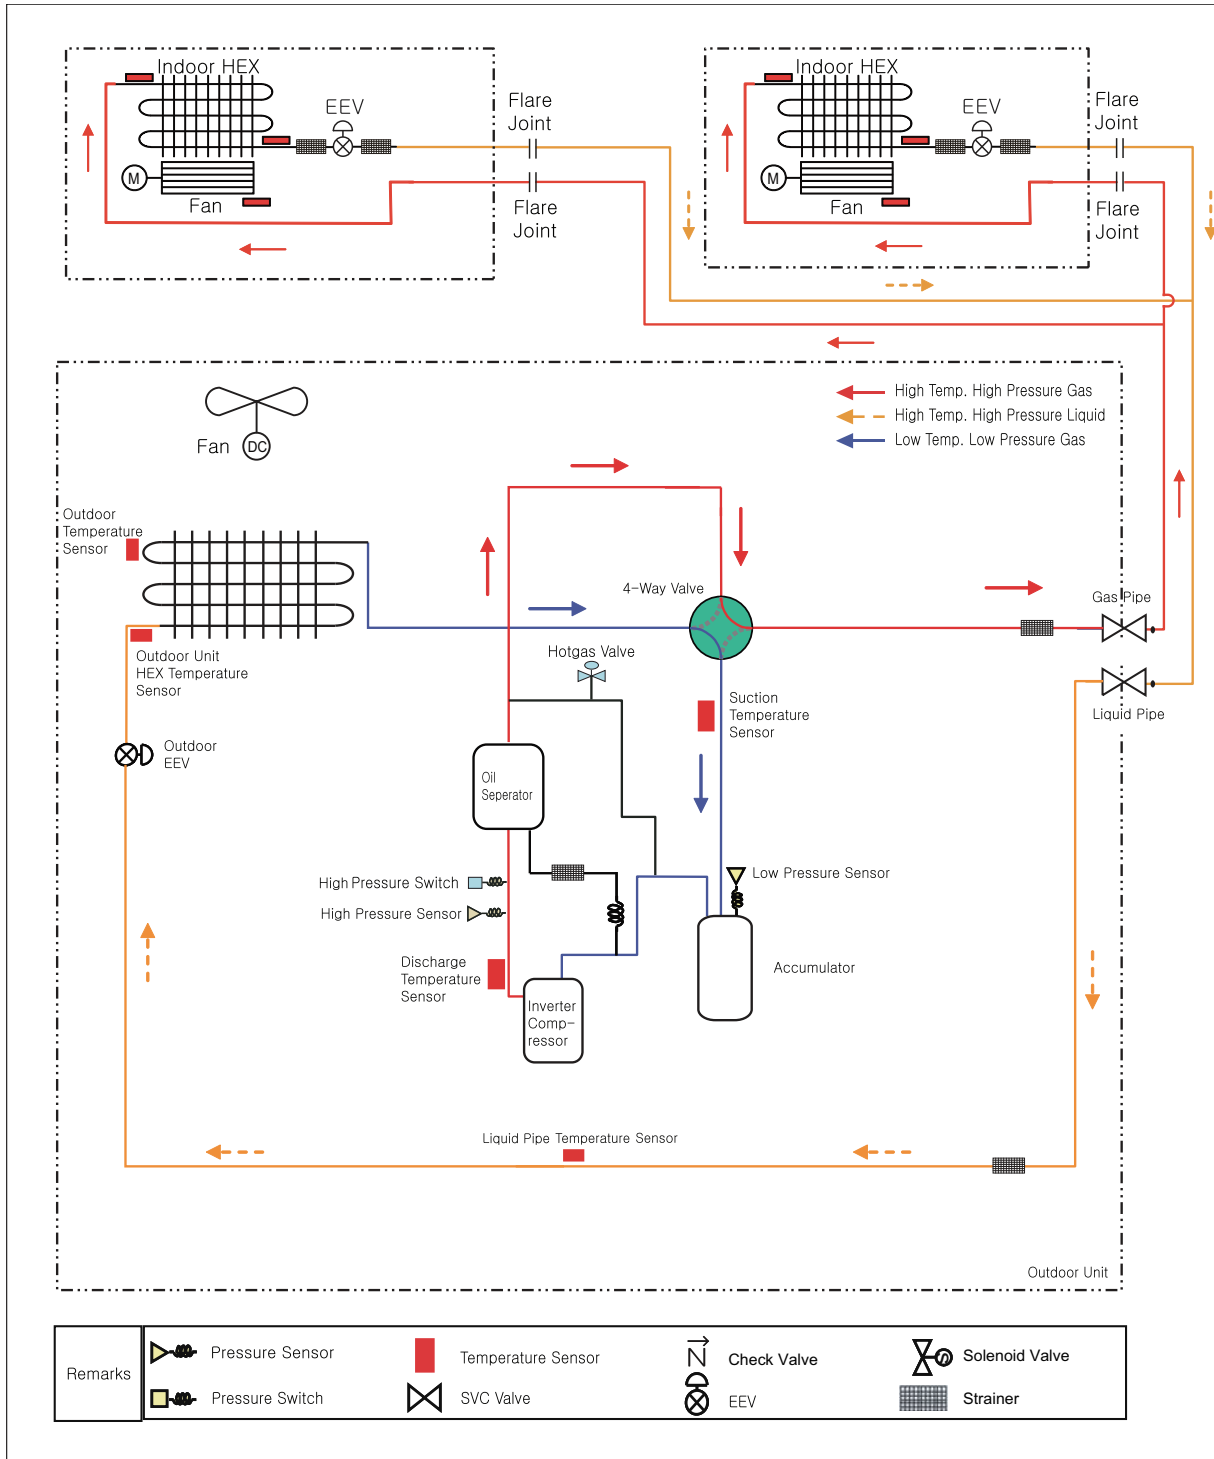 Indoor HEX
EEV
Flare
Joint
M
Fan
Flare
Joint
Indoor HEX
EEV
Flare
Joint
M
Fan
Flare
Joint
High Temp. High Pressure Gas
High Temp. High Pressure Liquid
Low Temp. Low Pressure Gas
Fan
DC
Outdoor
Temperature
Sensor
4-Way Valve
Gas Pipe
Outdoor Unit
HEX Temperature
Sensor
Hotgas Valve
Suction
Temperature
Sensor
Liquid Pipe
Outdoor
EEV
Oil
Seperator
High Pressure Switch
High Pressure Sensor
Low Pressure Sensor
Discharge
Temperature
Sensor
Accumulator
Inverter
Comp-
ressor
Liquid Pipe Temperature Sensor
Outdoor Unit
Remarks
Pressure Sensor
Temperature Sensor
N
Check Valve
S
Solenoid Valve
Pressure Switch
SVC Valve
EEV
Strainer